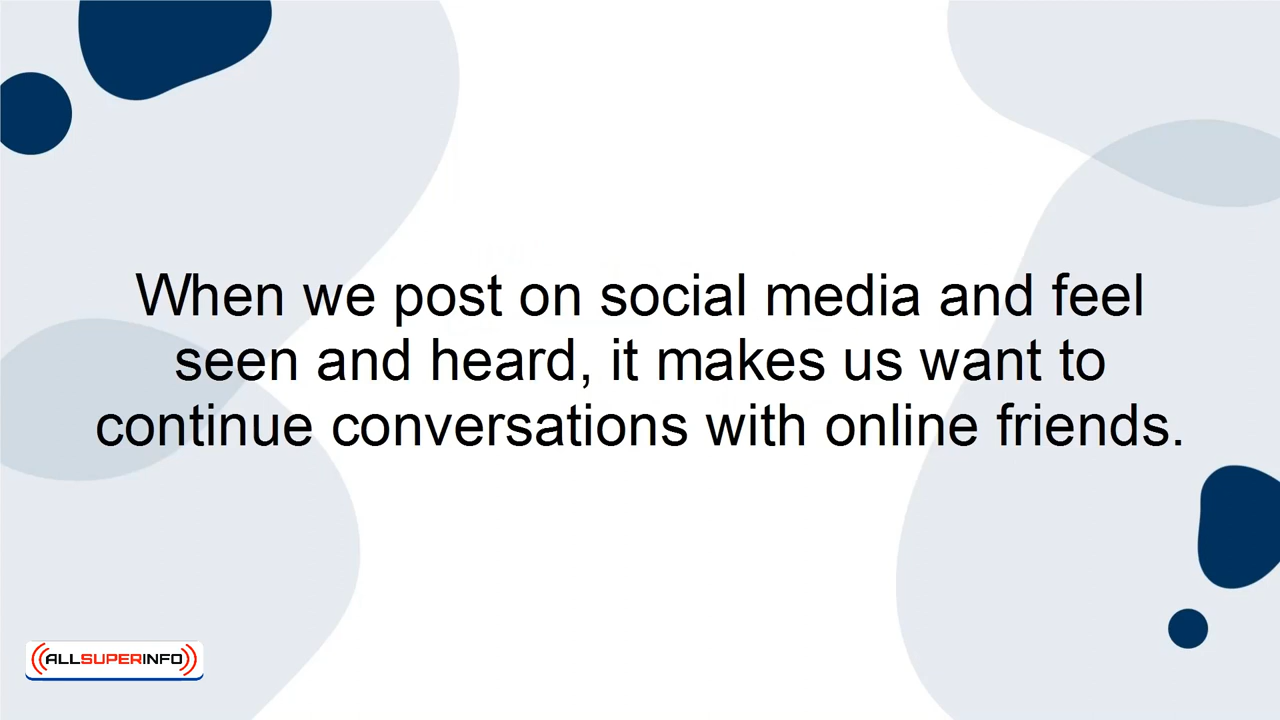 When we post on social media and feel
seen and heard, it makes us want to
continue conversations with online friends.
ALLSUPERINFO